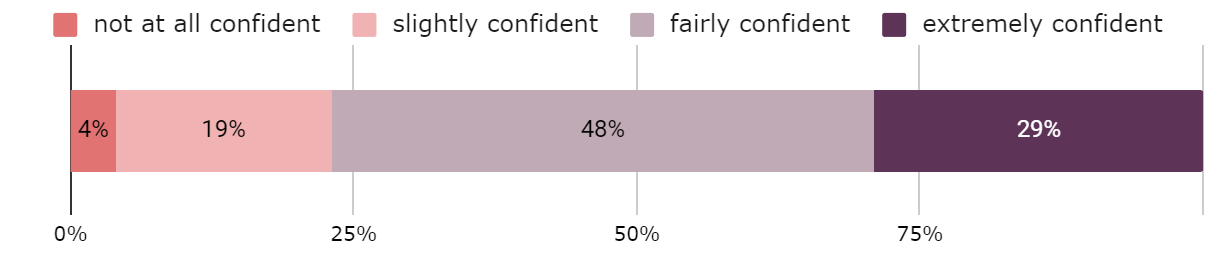 not at all confident slightly confident fairly confident extremely confident
4% 19% 48% 29%
0% 25% 50% 75%